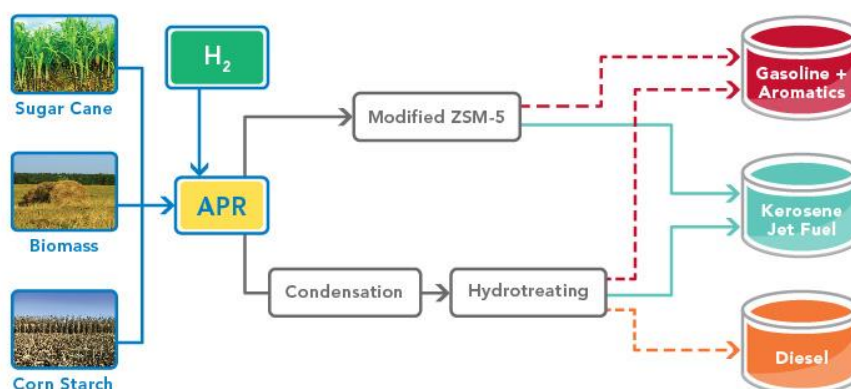 Sugar Cane
H₂
Modified ZSM-5
Gasoline +
Aromatics
Biomass
APR
Kerosene
Jet Fuel
Condensation
Hydrotreating
Corn Starch
Diesel